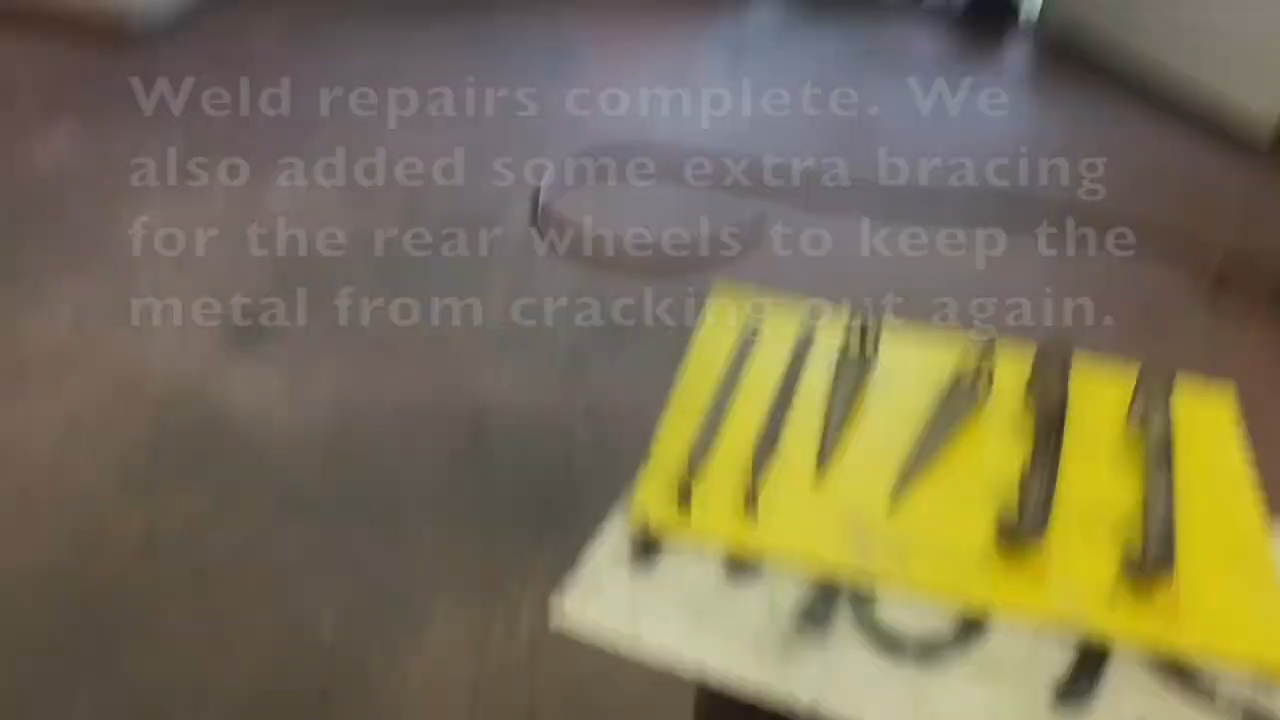 Weld repairs complete. We
also added some extra bracing
for the rear wheels to keep the
metal from cracking out again.